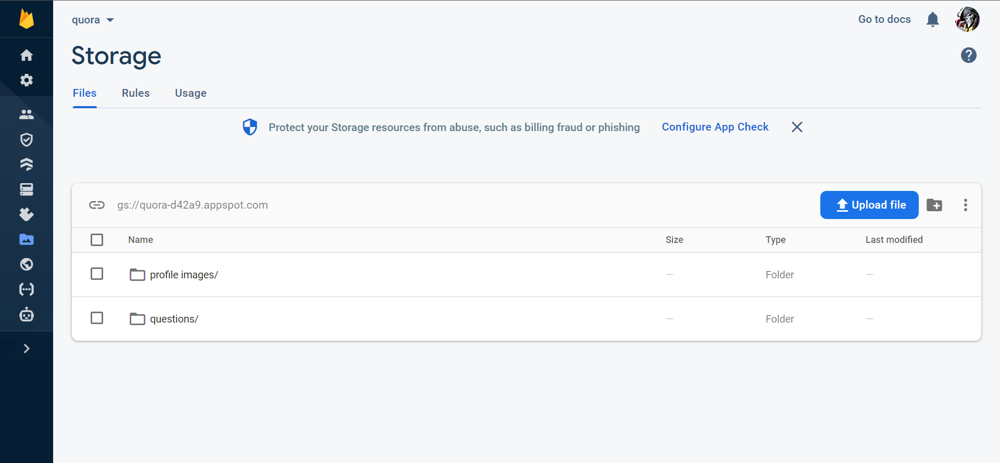 quora
Go to docs
Storage
Files Rules Usage
Protect your Storage resources from abuse, such as billing fraud or phishing Configure App Check
gs://quora-d42a9.appspot.com
Upload file
Name Size Type Last modified
profile images/ — Folder —
questions/ — Folder —